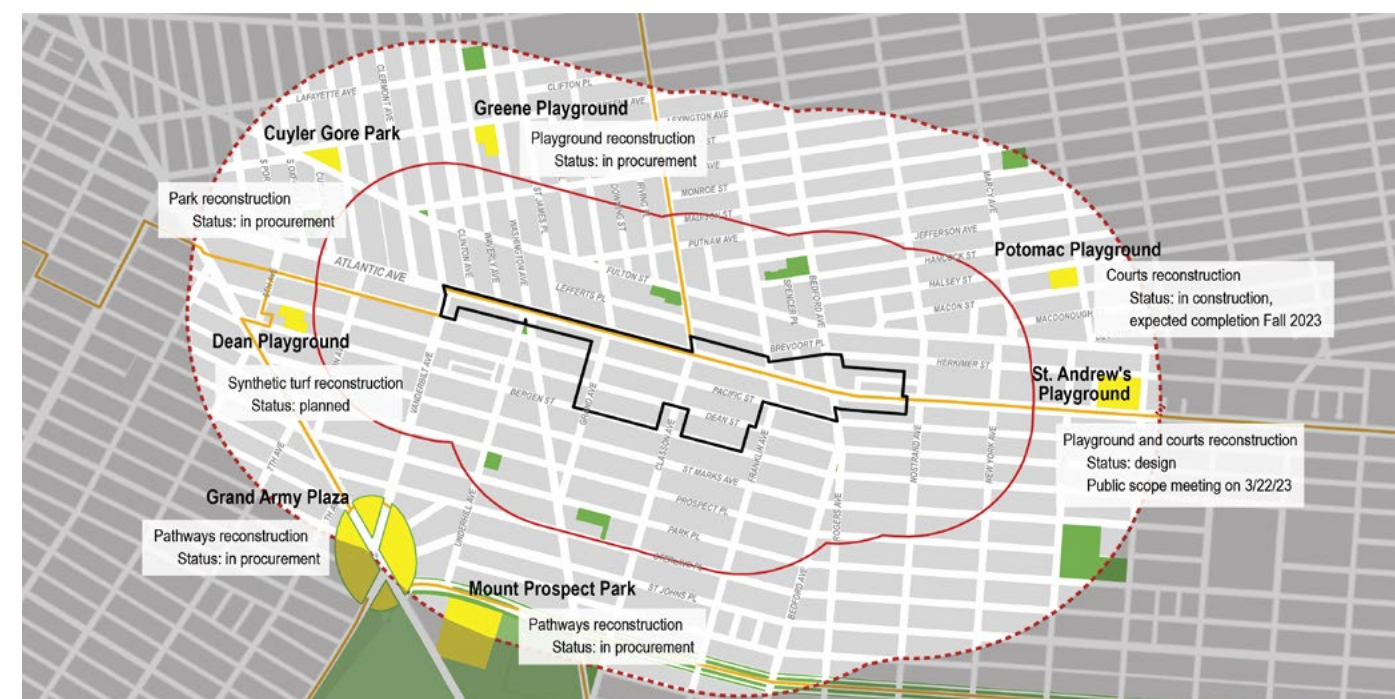 CLERMONT AVE
CLIFTON PL
LAFAYETTE AVE
Greene Playground
Playground reconstruction
Status: in procurement
LEXINGTON AVE
Cuyler Gore Park
Park reconstruction
Status: in procurement
MARCY AVE
MONROE ST
ST JAMES PL
DOWNING ST
IRVING PL
MADISON ST
PUTNAM AVE
JEFFERSON AVE
HANCOCK ST
HALSEY ST
MACON ST
MACDONOUGH
Potomac Playground
Courts reconstruction
Status: in construction,
expected completion Fall 2023
CLINTON AVE
WAVERLY AVE
WASHINGTON AVE
ATLANTIC AVE
FULTON ST
LEFFERTS PL
SPENCER PL
BEDFORD AVE
BREVOORT PL
HERKIMER ST
Dean Playground
Synthetic turf reconstruction
Status: planned
VANDERBILT AVE
BERGEN ST
GRAND AVE
PACIFIC ST
DEAN ST
CLASSON AVE
FRANKLIN AVE
ST MARKS AVE
PROSPECT PL
PARK PL
STERLING PL
ST JOHNS PL
St. Andrew's
Playground
Playground and courts reconstruction
Status: design
Public scope meeting on 3/22/23
NOSTRAND AVE
NEW YORK AVE
ROGERS AVE
BEDFORD AVE
7TH AVE
UNDERHILL AVE
Grand Army Plaza
Pathways reconstruction
Status: in procurement
Mount Prospect Park
Pathways reconstruction
Status: in procurement